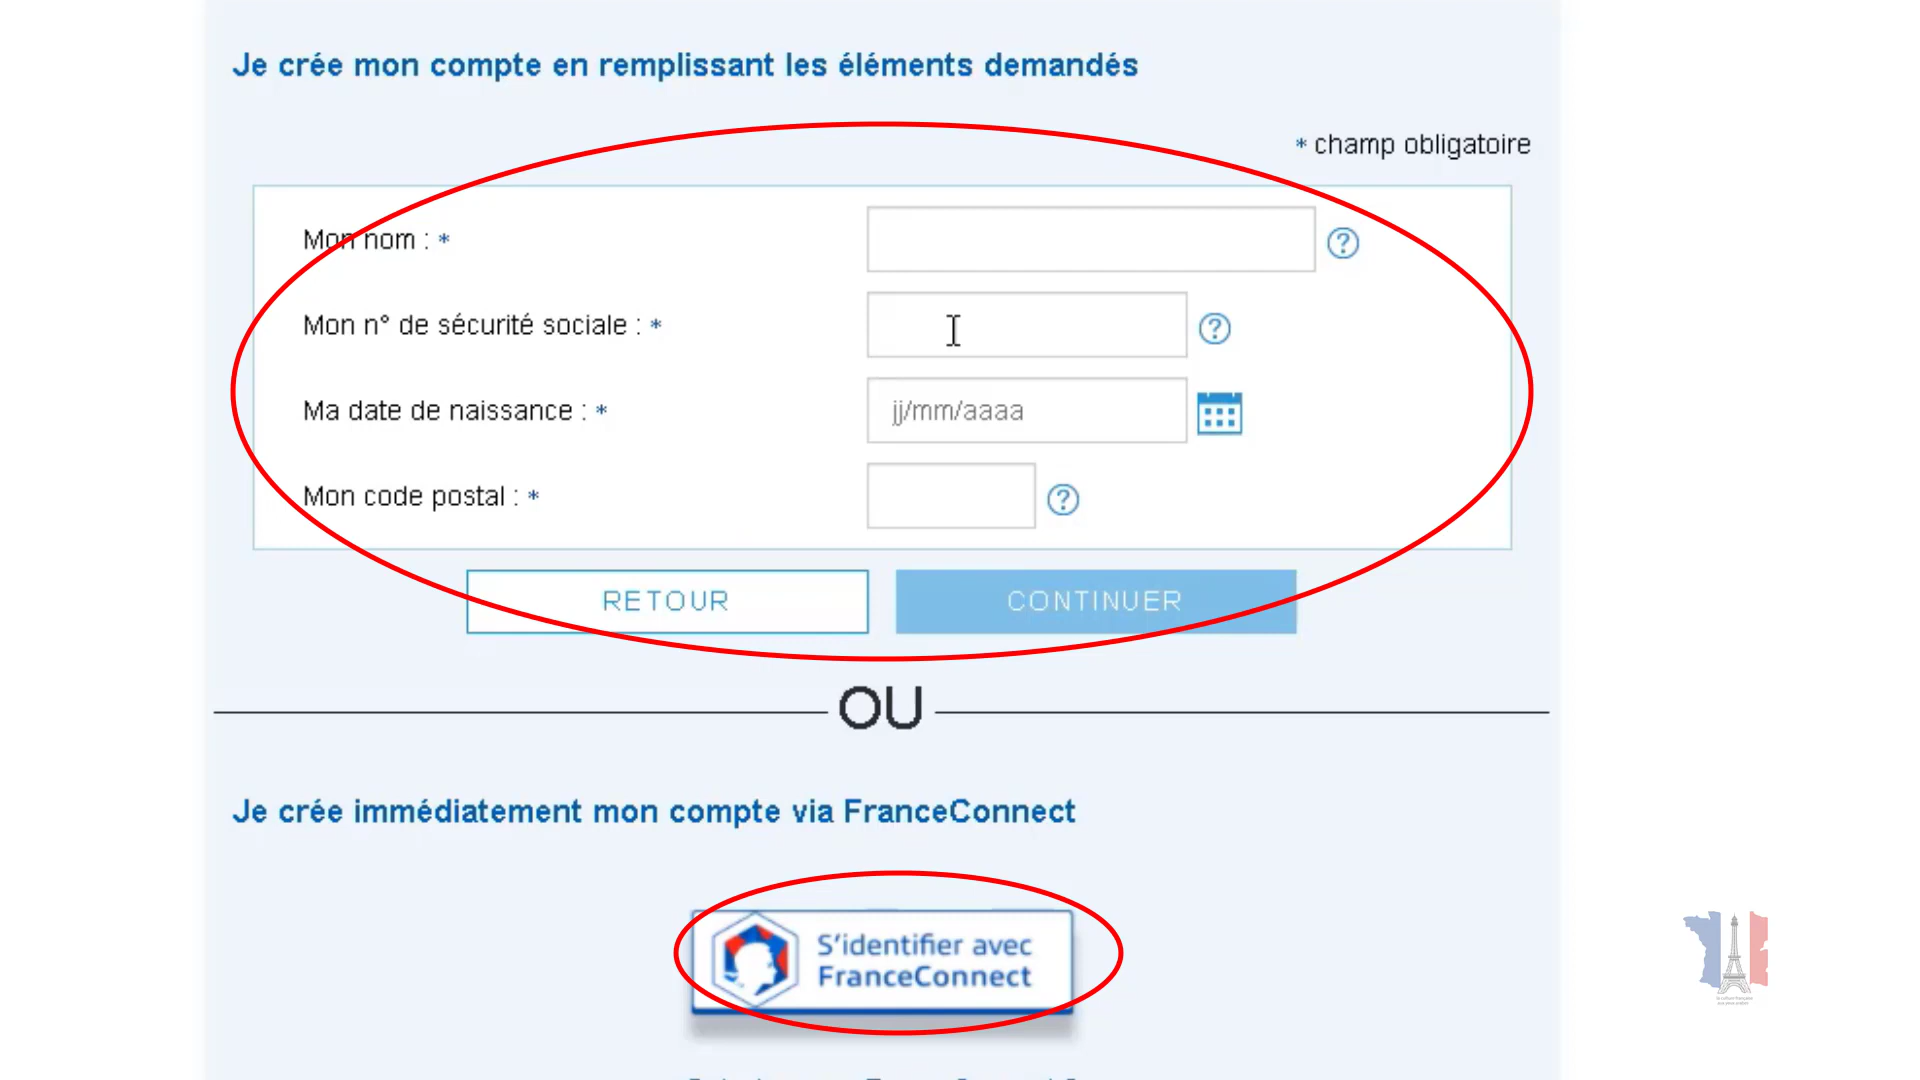 Je crée mon compte en remplissant les éléments demandés
* champ obligatoire
Mon nom : *
Mon n° de sécurité sociale : *
Ma date de naissance : * jj/mm/aaaa
Mon code postal : *
RETOUR CONTINUER
OU
Je crée immédiatement mon compte via FranceConnect
S'identifier avec
FranceConnect